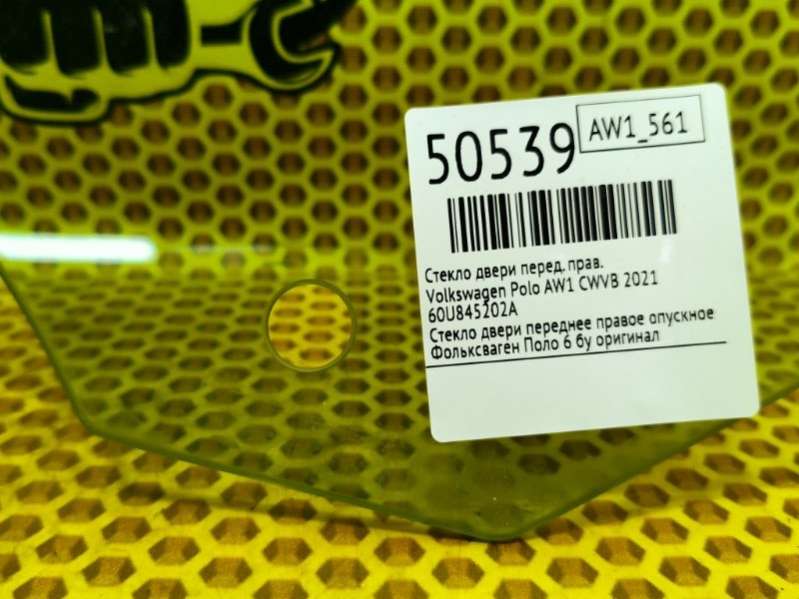 50539
AW1_561
Стекло двери перед. прав.
Volkswagen Polo AW1 CWVB 2021
60U845202A
Стекло двери переднее правое опускное
Фольксваген Поло 6 бу оригинал